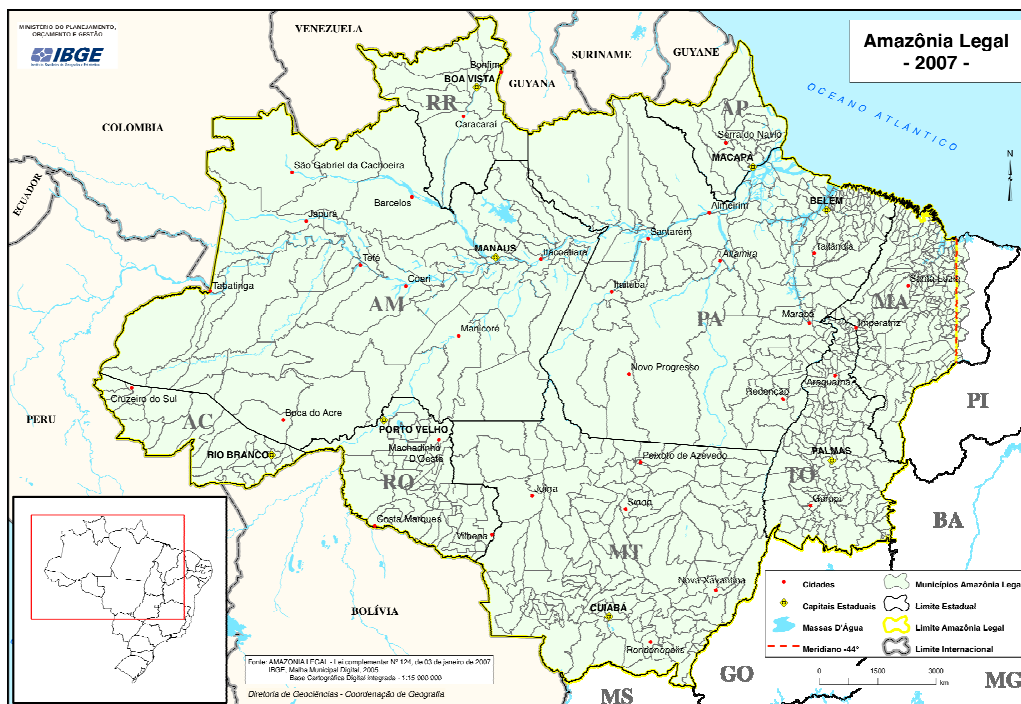 MINISTÉRIO DO PLANEJAMENTO,
ORÇAMENTO E GESTÃO
IBGE
Amazônia Legal
- 2007 -
VENEZUELA
SURINAME
GUYANE
GUYANA
COLOMBIA
ECUADOR
PERU
BOLÍVIA
OCEANO ATLANTICO
N
S
Bonfim
BOA VISTA
RR
Caracaraí
AP
Serra do Navio
MACAPÁ
São Gabriel da Cachoeira
Barcelos
Japurá
Almeirim
BELÉM
Santarém
MANAUS
Itacoatiara
Tefé
Coari
Altamira
Tailândia
Tabatinga
Itaituba
Santa Luzia
AM
PA
MA
Manicoré
Marabá
Imperatriz
Novo Progresso
Araguaína
Redenção
Cruzeiro do Sul
AC
Boca do Acre
PORTO VELHO
PI
RIO BRANCO
Machadinho
D'Oeste
RO
Peixoto de Azevedo
PALMAS
TO
Juína
Sinop
Gurupi
BA
Costa Marques
Vilhena
MT
Nova Xavantina
CUIABÁ
Rondonópolis
GO
MS
MG
Cidades
Capitais Estaduais
Massas D'Água
Meridiano -44°
Municípios Amazônia Legal
Limite Estadual
Limite Amazônia Legal
Limite Internacional
0 1500 3000
km
Fonte: AMAZONIA LEGAL - Lei complementar Nº 124, de 03 de janeiro de 2007
IBGE, Malha Municipal Digital, 2005
Base Cartográfica Digital integrada - 1:15 000 000
Diretoria de Geociências - Coordenação de Geografia